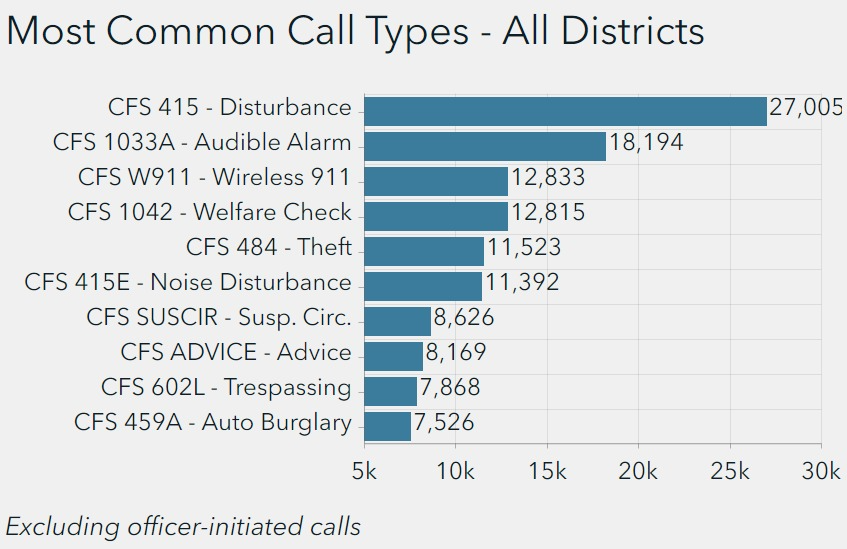 Most Common Call Types - All Districts
CFS 415 - Disturbance 27,005
CFS 1033A - Audible Alarm 18,194
CFS W911 - Wireless 911 12,833
CFS 1042 - Welfare Check 12,815
CFS 484 - Theft 11,523
CFS 415E - Noise Disturbance 11,392
CFS SUSCIR - Susp. Circ. 8,626
CFS ADVICE - Advice 8,169
CFS 602L - Trespassing 7,868
CFS 459A - Auto Burglary 7,526
5k 10k 15k 20k 25k 30k
Excluding officer-initiated calls